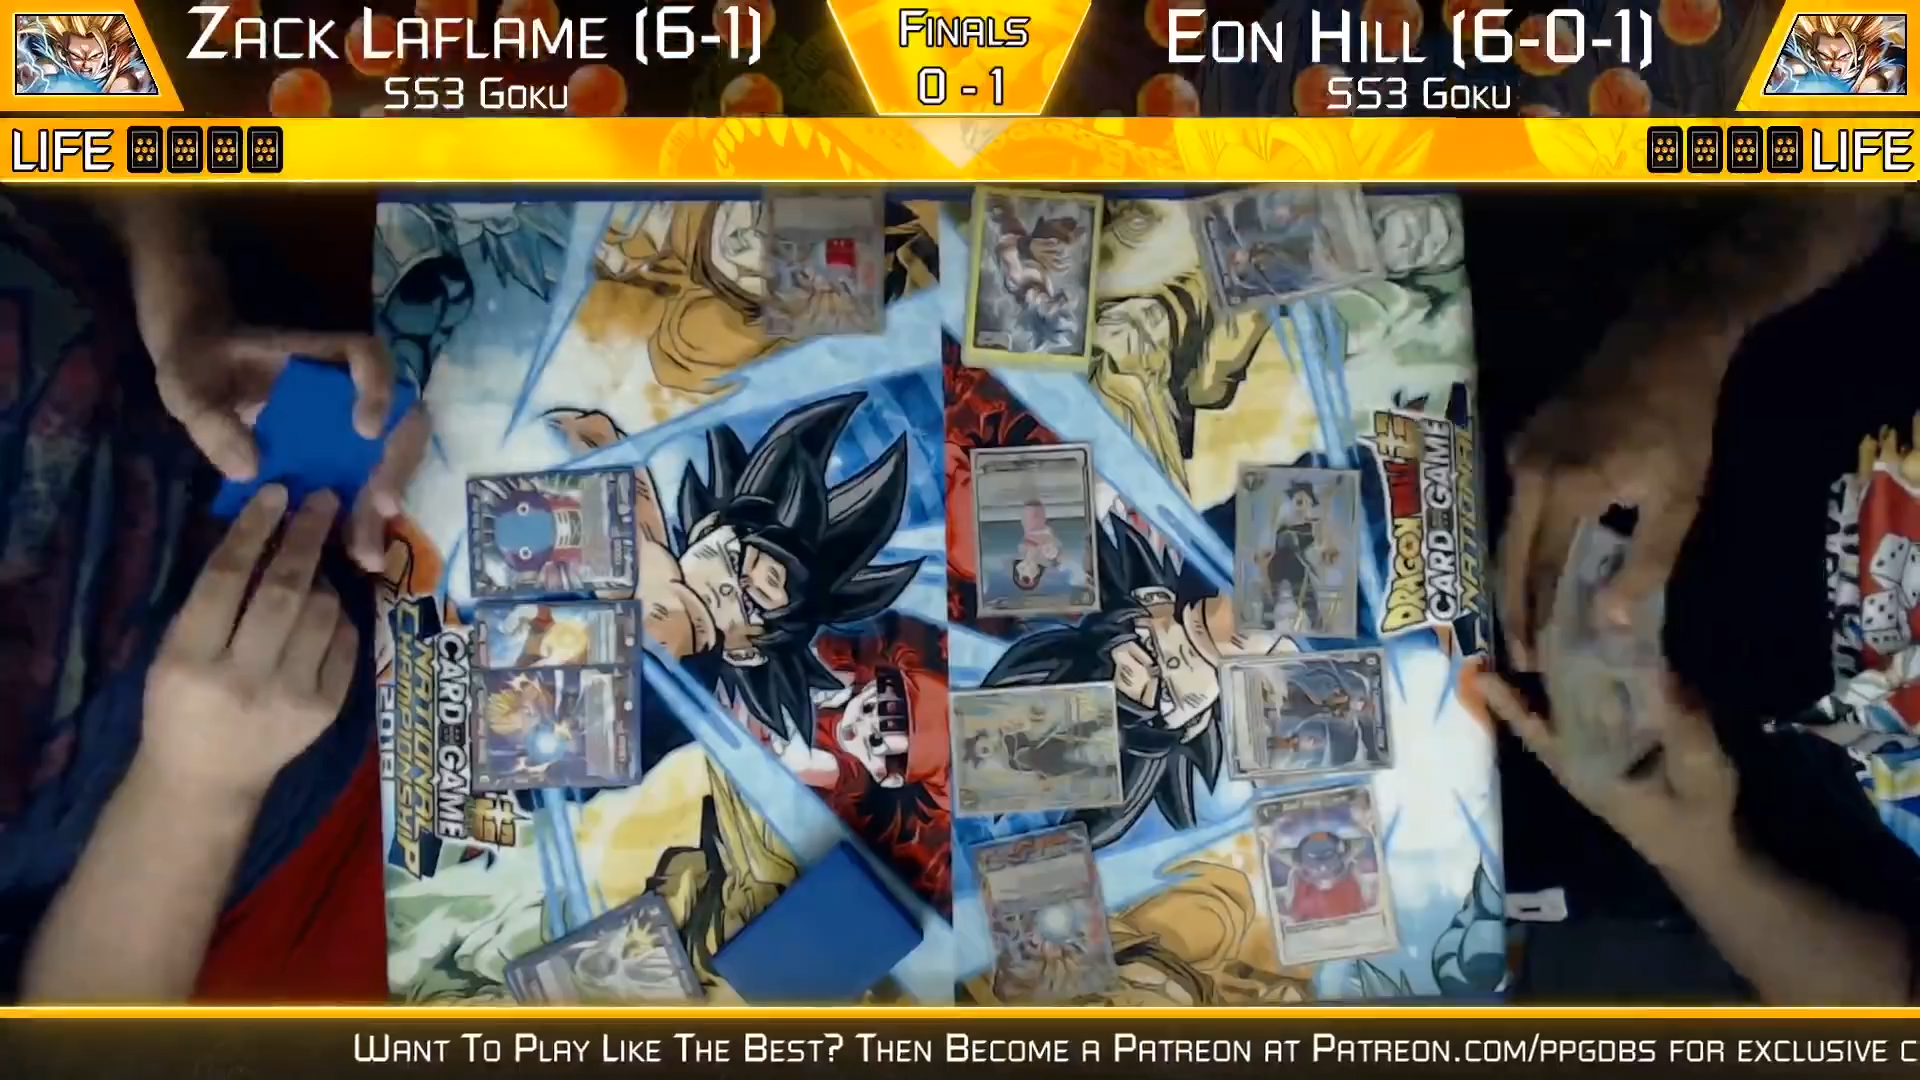 Zack Laflame (6-1)
SS3 Goku
Finals
0 - 1
Eon Hill (6-0-1)
SS3 Goku
LIFE
LIFE
DRAGON
CARD GAME
NATIONAL
NATIONAL
CARD GAME
CHAMPIONSHIP
2018
Want To Play Like The Best? Then Become a Patreon at Patreon.com/ppgdbs for exclusive c